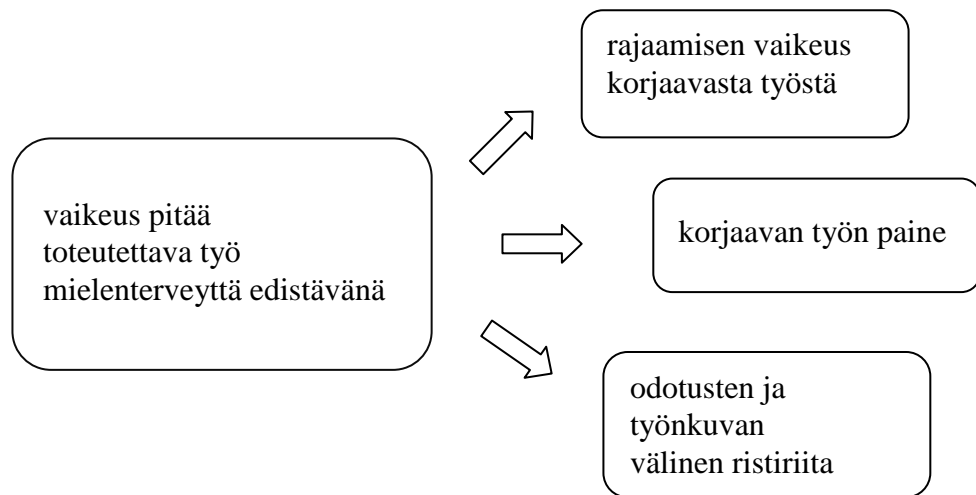 rajaamisen vaikeus
korjaavasta työstä
vaikeus pitää
toteutettava työ
mielenterveyttä edistävänä
korjaavan työn paine
odotusten ja
työnkuvan
välinen ristiriita